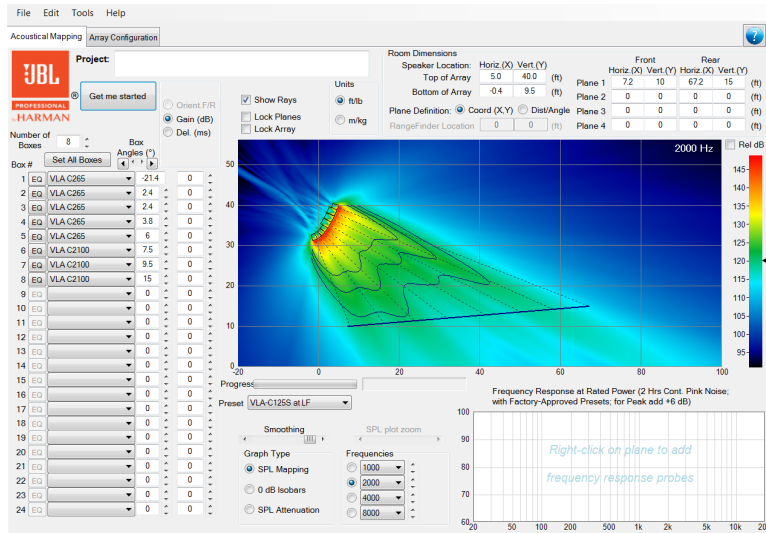 File Edit Tools Help
Acoustical Mapping Array Configuration ?
JBL
PROFESSIONAL ®
by HARMAN
Project:
Get me started
Orient F/R
Gain (dB)
Del. (ms)
Show Rays
Lock Planes
Lock Array
Units
ft/lb
m/kg
Room Dimensions
Speaker Location: Horiz.(X) Vert.(Y)
Top of Array 5.0 40.0 (ft)
Bottom of Array -0.4 9.5 (ft)
Plane Definition: Coord (X,Y) Dist/Angle
RangeFinder Location 0 0 (ft)
Front Rear
Horiz.(X) Vert.(Y) Horiz.(X) Vert.(Y)
Plane 1 7.2 10 67.2 15 (ft)
Plane 2 0 0 0 0 (ft)
Plane 3 0 0 0 0 (ft)
Plane 4 0 0 0 0 (ft)
Number of Boxes 8
Set All Boxes
Box Angles (°)
Box #
1 EQ VLA C265 -21.4 0
2 EQ VLA C265 2.4 0
3 EQ VLA C265 2.4 0
4 EQ VLA C265 3.8 0
5 EQ VLA C265 6 0
6 EQ VLA C2100 7.5 0
7 EQ VLA C2100 9.5 0
8 EQ VLA C2100 15 0
9 EQ 0 0
10 EQ 0 0
11 EQ 0 0
12 EQ 0 0
13 EQ 0 0
14 EQ 0 0
15 EQ 0 0
16 EQ 0 0
17 EQ 0 0
18 EQ 0 0
19 EQ 0 0
20 EQ 0 0
21 EQ 0 0
22 EQ 0 0
23 EQ 0 0
24 EQ 0 0
2000 Hz
50
40
30
20
10
0
-20 0 20 40 60 80 100
Rel dB
145-
140-
135-
130-
125-
120-
115-
110-
105-
100-
95-
Progress
Preset VLA-C125S at LF
Smoothing
SPL plot zoom
Graph Type
SPL Mapping
0 dB Isobars
SPL Attenuation
Frequencies
1000
2000
4000
8000
Frequency Response at Rated Power (2 Hrs Cont. Pink Noise;
with Factory-Approved Presets; for Peak add +6 dB)
100
90
80
70
60
Right-click on plane to add
frequency response probes
20 50 100 200 500 1k 2k 5k 10k 20